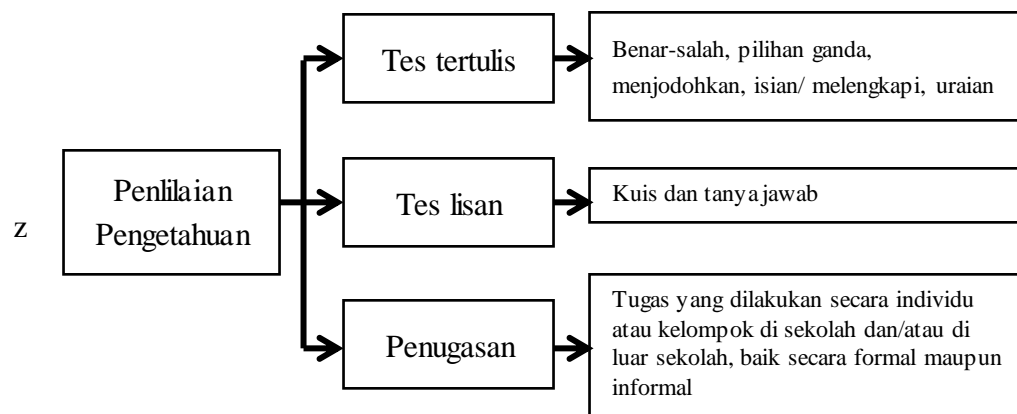 z
Penlilaian
Pengetahuan
Tes tertulis
Benar-salah, pilihan ganda,
menjodohkan, isian/ melengkapi, uraian
Tes lisan
Kuis dan tanya jawab
Penugasan
Tugas yang dilakukan secara individu
atau kelompok di sekolah dan/atau di
luar sekolah, baik secara formal maupun
informal